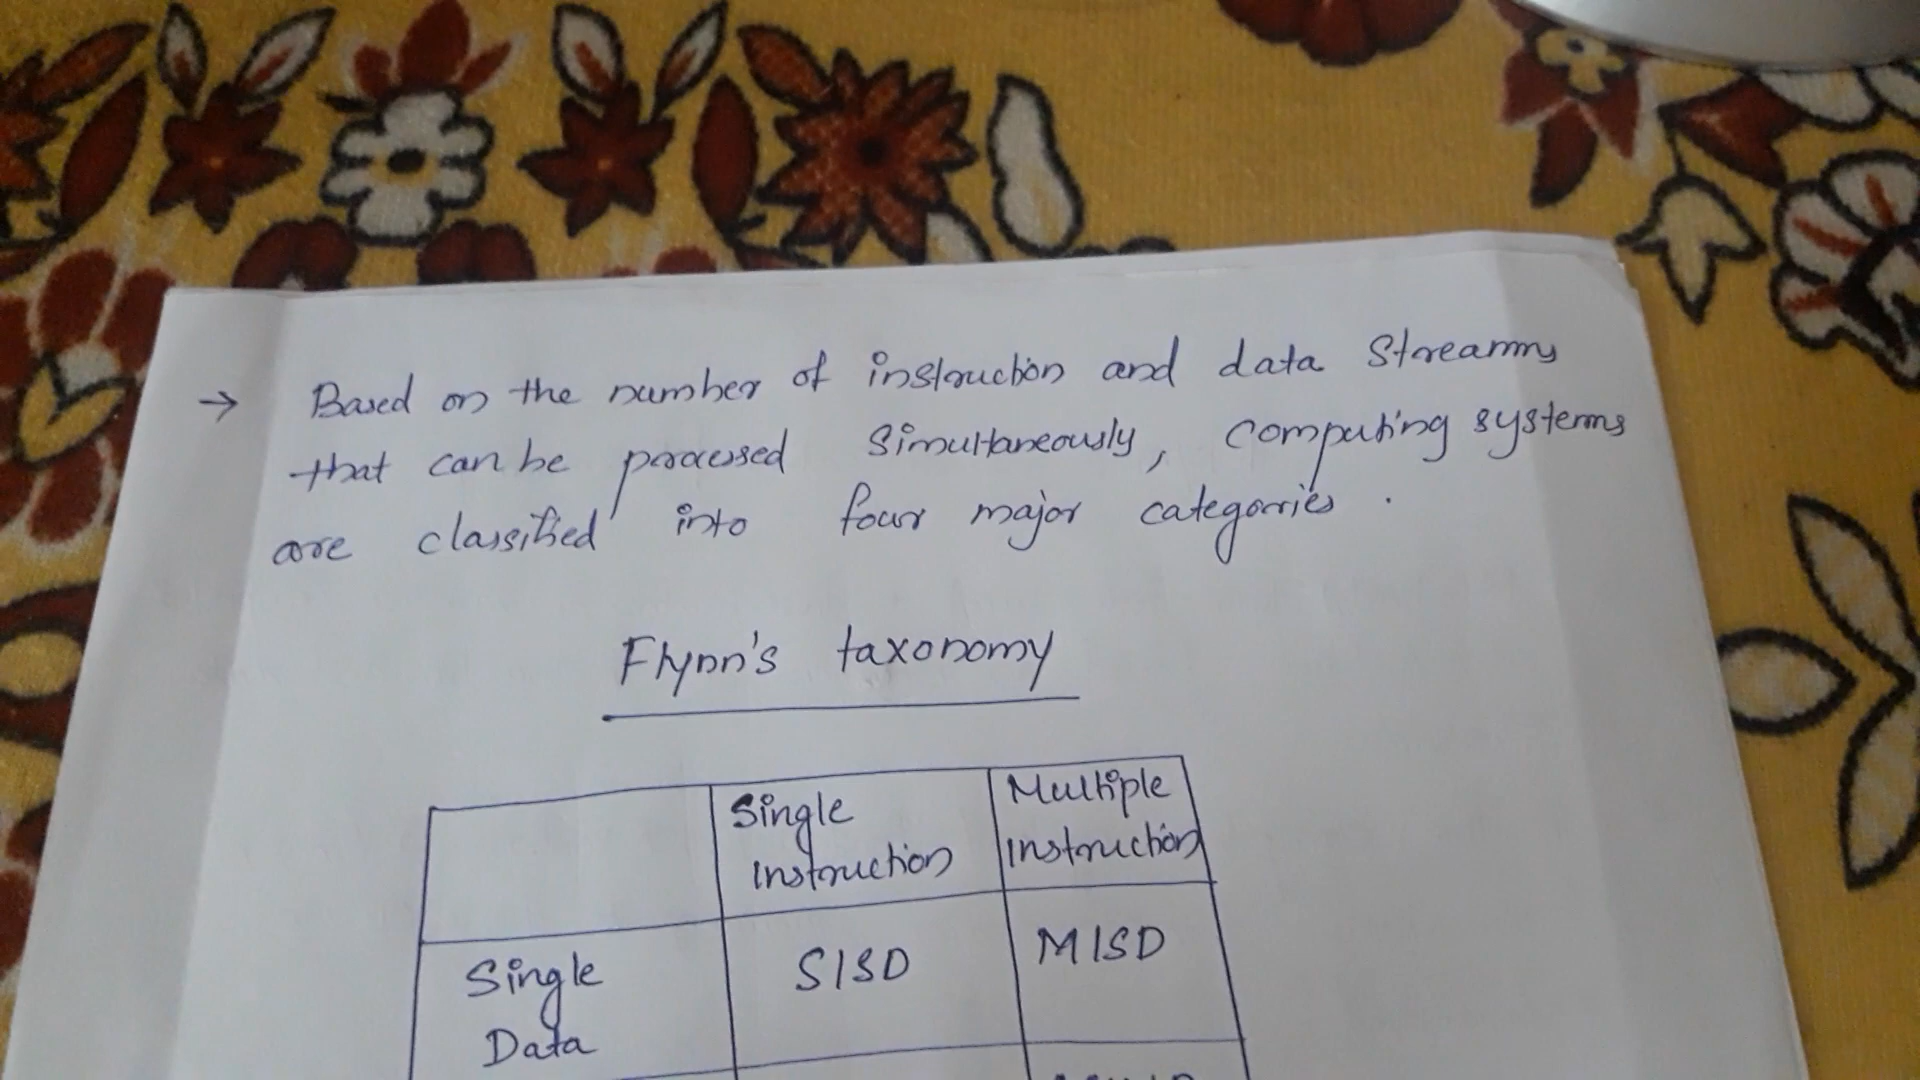 → Based on the number of instruction and data Streams
that can be processed Simultaneously, computing systems
are classified into four major categories.
Flynn's taxonomy
Single Instruction
Multiple Instruction
Single Data
SISD
MISD